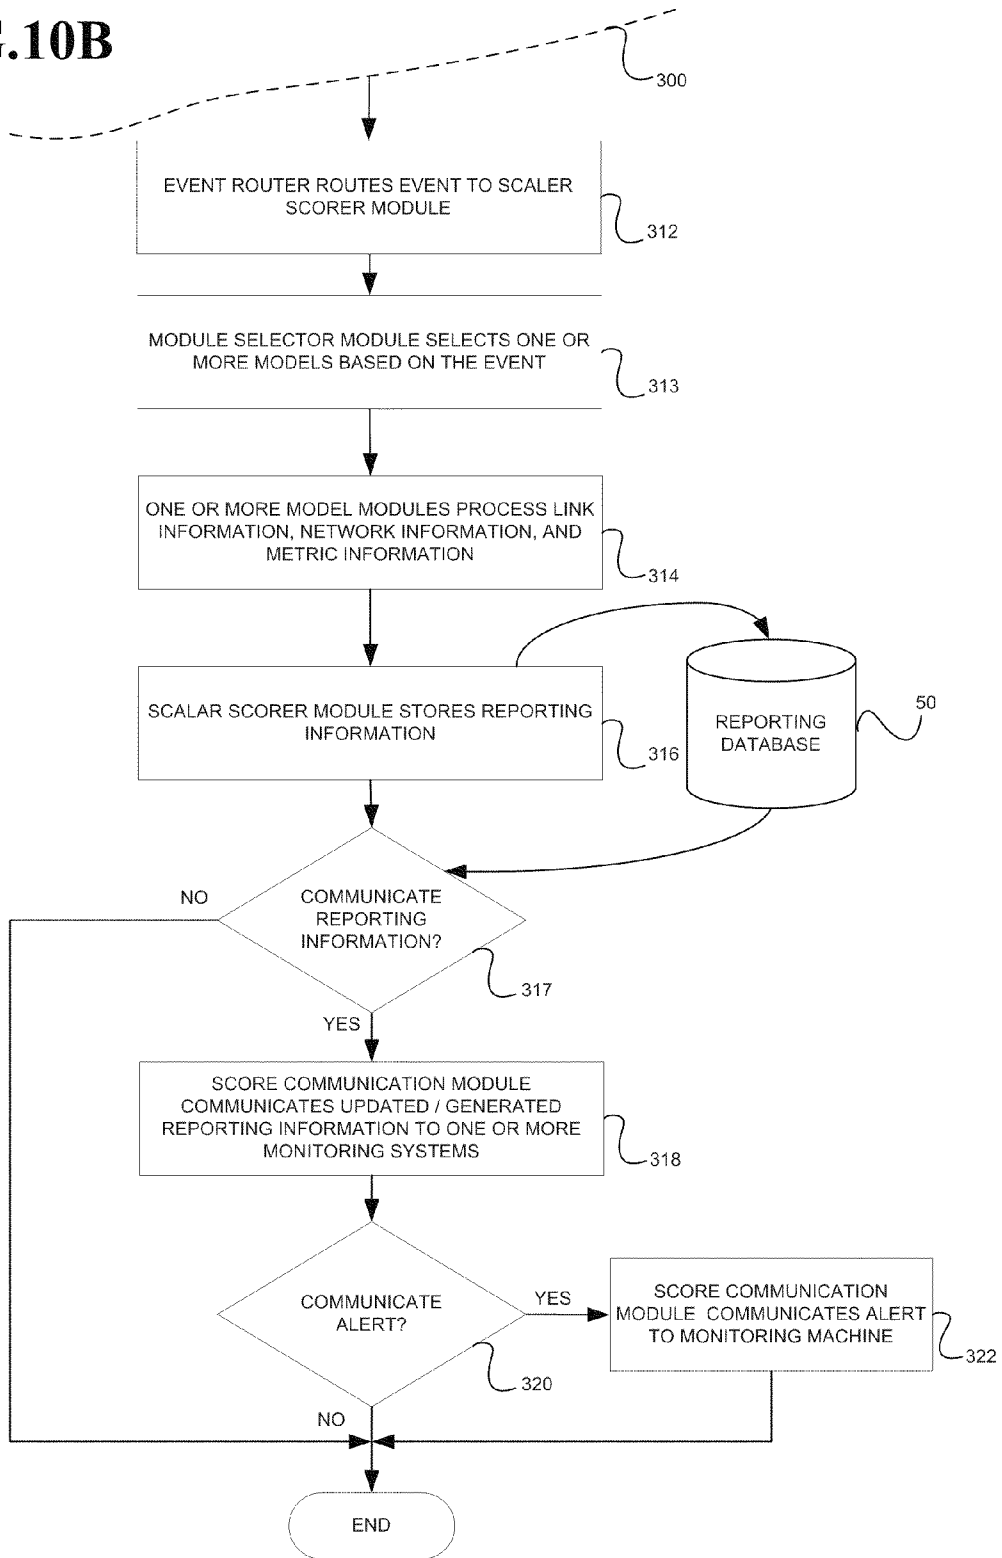 .10B
300
EVENT ROUTER ROUTES EVENT TO SCALER
SCORER MODULE
312
MODULE SELECTOR MODULE SELECTS ONE OR
MORE MODELS BASED ON THE EVENT
313
ONE OR MORE MODEL MODULES PROCESS LINK
INFORMATION, NETWORK INFORMATION, AND
METRIC INFORMATION
314
SCALAR SCORER MODULE STORES REPORTING
INFORMATION
316
REPORTING
DATABASE
50
NO
COMMUNICATE
REPORTING
INFORMATION?
317
YES
SCORE COMMUNICATION MODULE
COMMUNICATES UPDATED / GENERATED
REPORTING INFORMATION TO ONE OR MORE
MONITORING SYSTEMS
318
COMMUNICATE
ALERT?
YES
320
SCORE COMMUNICATION
MODULE COMMUNICATES ALERT
TO MONITORING MACHINE
322
NO
END